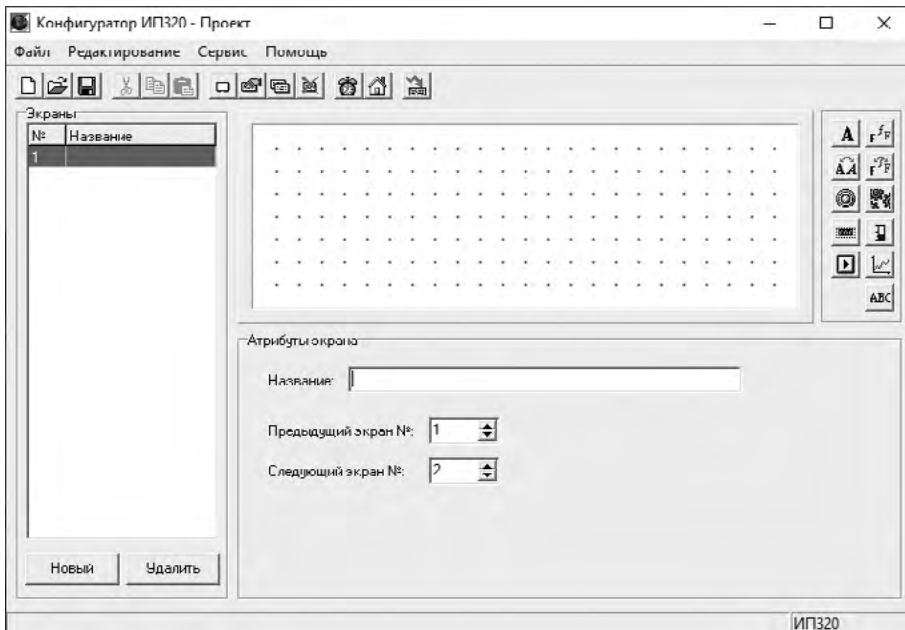 Конфигуратор ИП320 - Проект
Файл Редактирование Сервис Помощь
Экраны
№ Название
1
A
ABC
Атрибуты экрана
Название:
Предыдущий экран №: 1
Следующий экран №: 2
Новый Удалить
ИП320